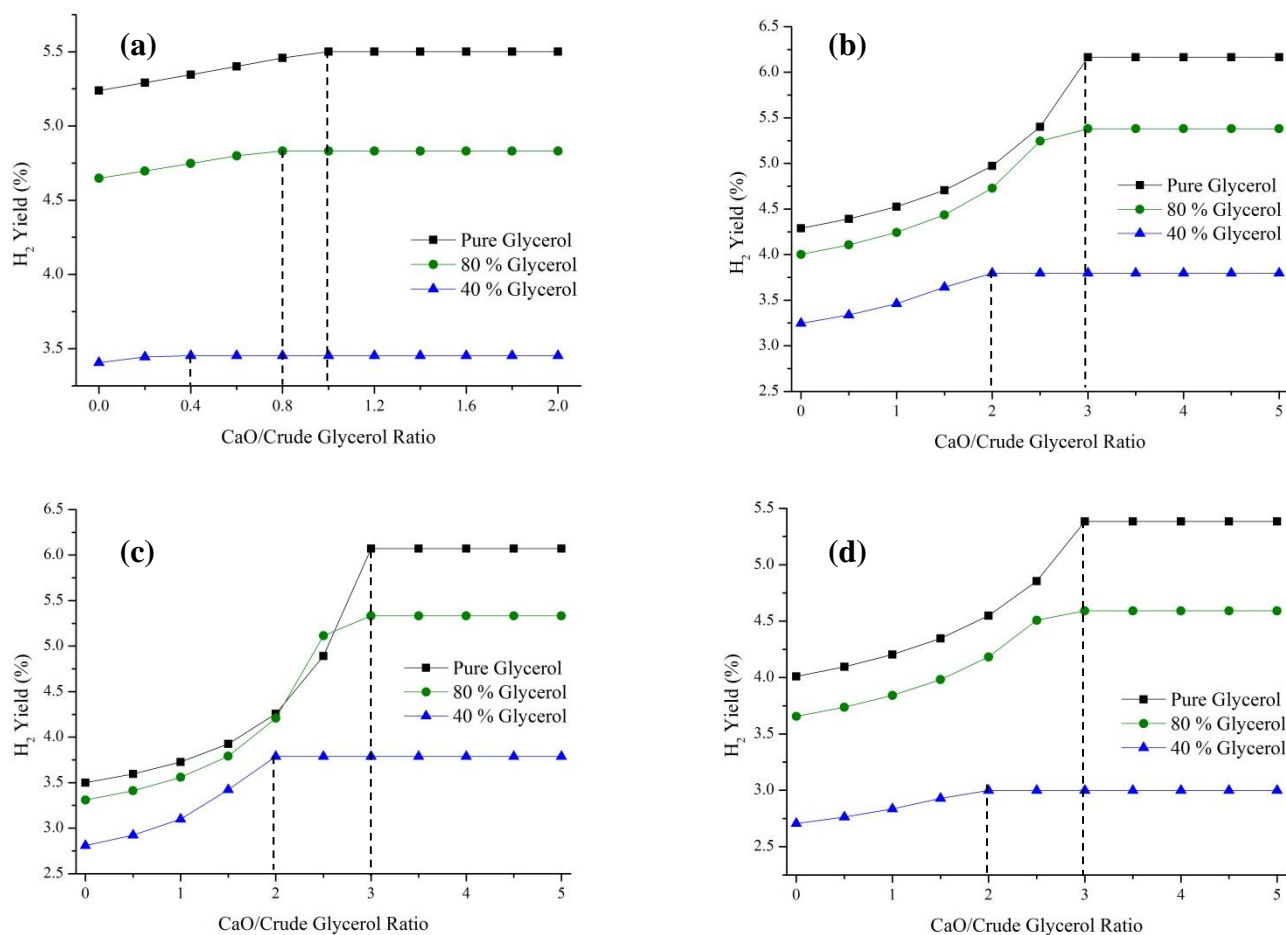 (a)
5.5
5.0
4.5
4.0
3.5
H2 Yield (%)
Pure Glycerol
80 % Glycerol
40 % Glycerol
0.0 0.4 0.8 1.2 1.6 2.0
CaO/Crude Glycerol Ratio
(b)
6.5
6.0
5.5
5.0
4.5
4.0
3.5
3.0
2.5
H2 Yield (%)
Pure Glycerol
80 % Glycerol
40 % Glycerol
0 1 2 3 4 5
CaO/Crude Glycerol Ratio
(c)
6.5
6.0
5.5
5.0
4.5
4.0
3.5
3.0
2.5
H2 Yield (%)
Pure Glycerol
80 % Glycerol
40 % Glycerol
0 1 2 3 4 5
CaO/Crude Glycerol Ratio
(d)
5.5
5.0
4.5
4.0
3.5
3.0
2.5
H2 Yield (%)
Pure Glycerol
80 % Glycerol
40 % Glycerol
0 1 2 3 4 5
CaO/Crude Glycerol Ratio